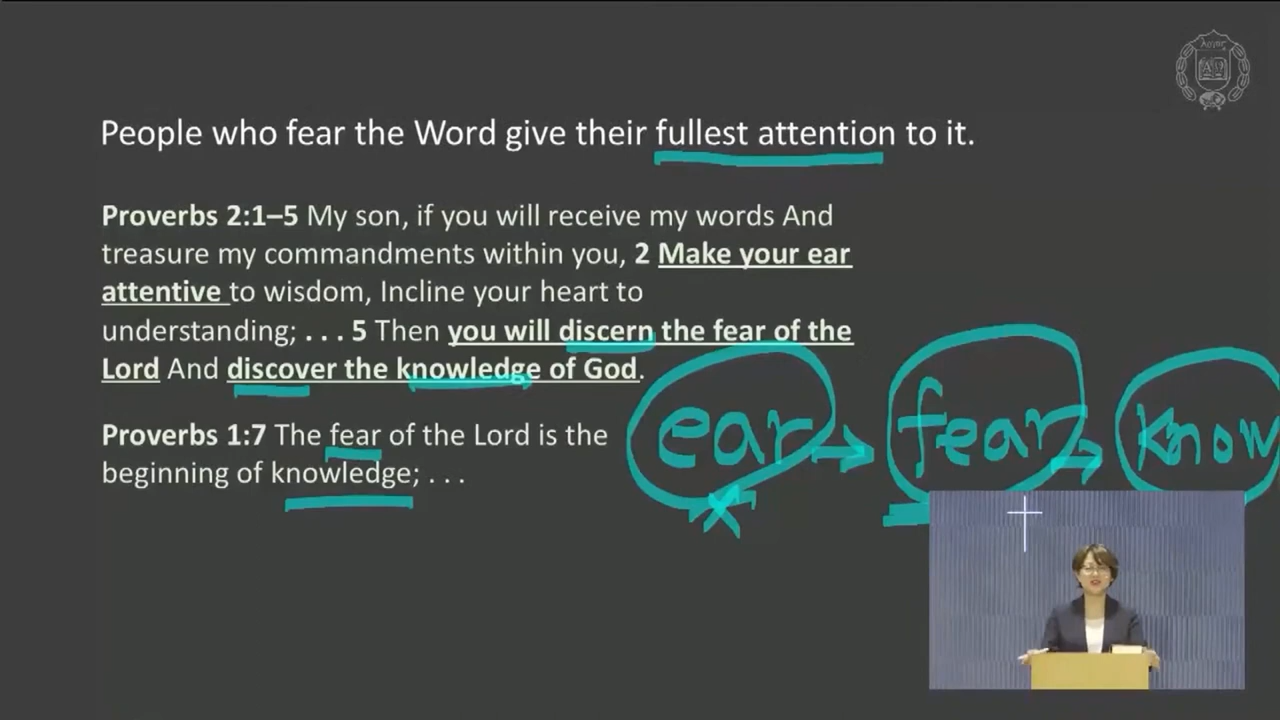 People who fear the Word give their fullest attention to it.
Proverbs 2:1–5 My son, if you will receive my words And
treasure my commandments within you, 2 Make your ear
attentive to wisdom, Incline your heart to
understanding; . . . 5 Then you will discern the fear of the
Lord And discover the knowledge of God.
Proverbs 1:7 The fear of the Lord is the
beginning of knowledge; . . .
ear → fear → know